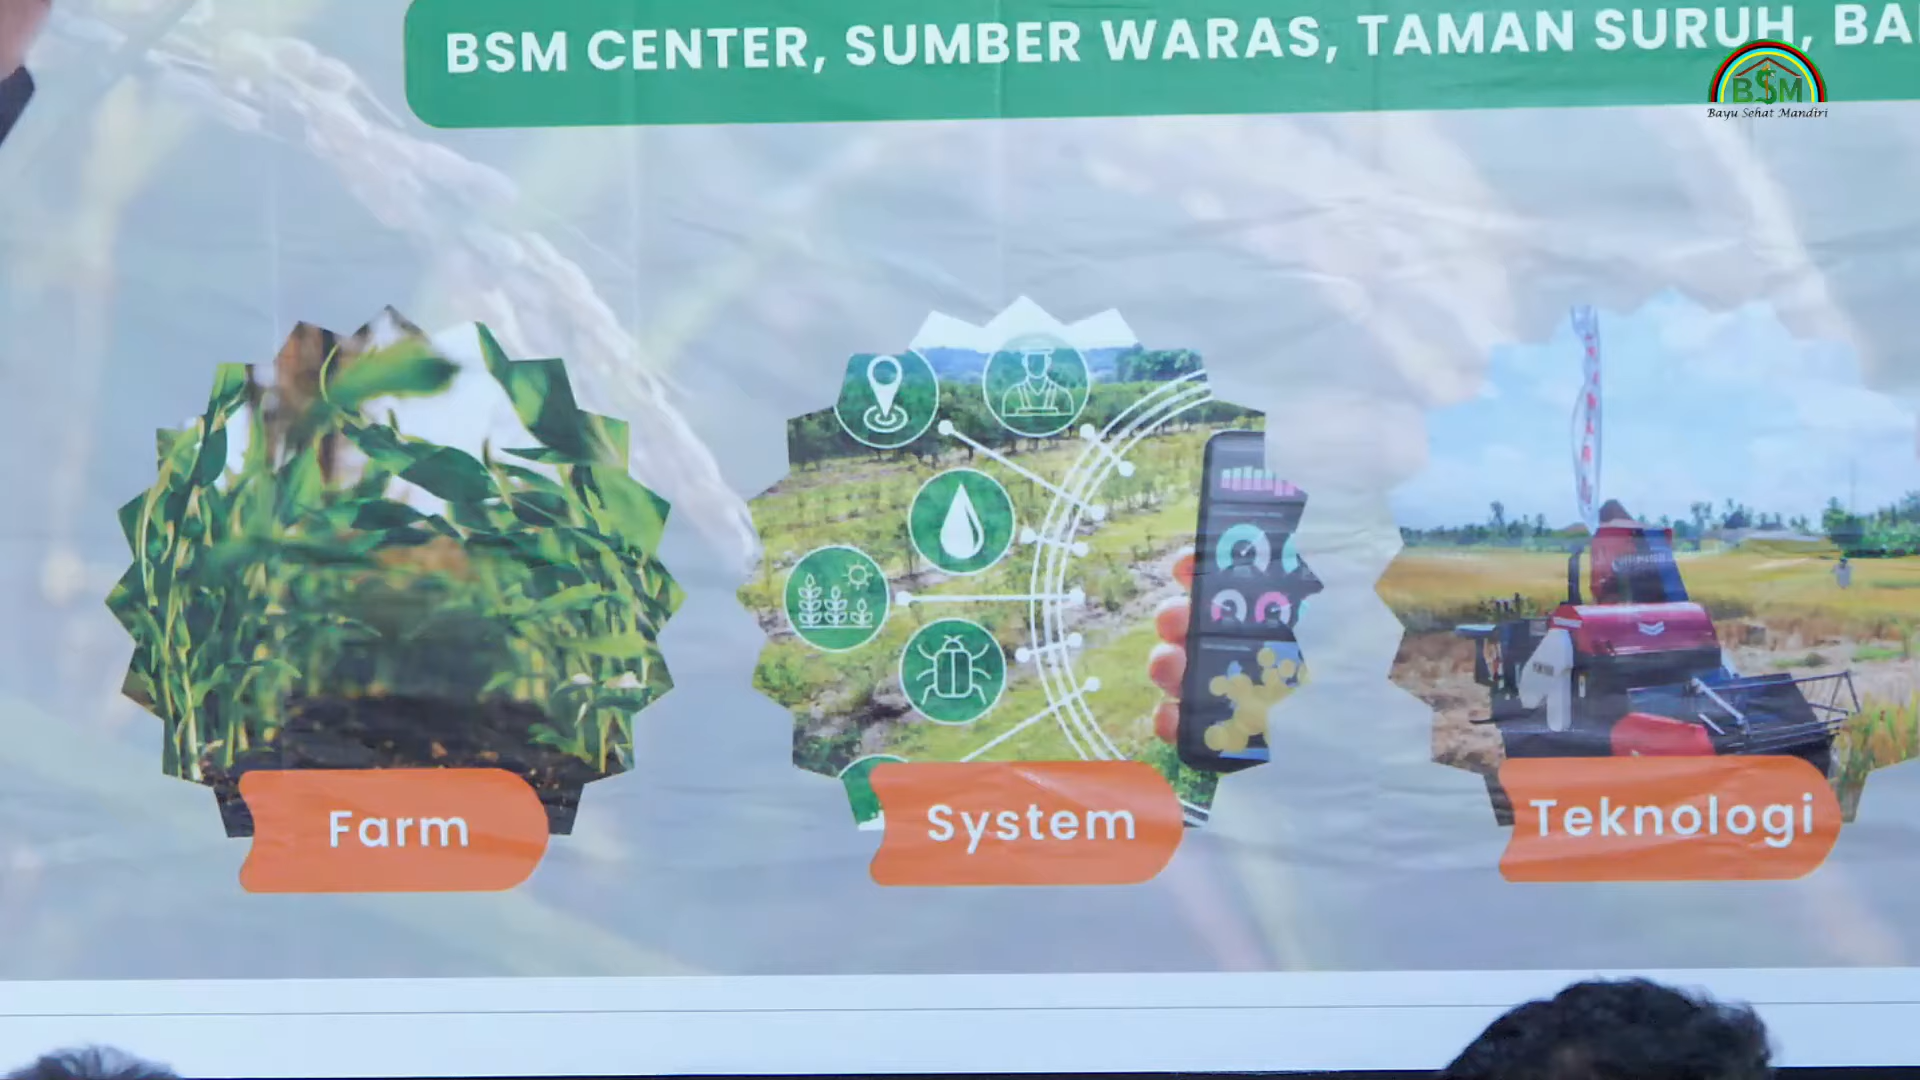 BSM CENTER, SUMBER WARAS, TAMAN SURUH, BA
BSM
Bayu Sehat Mandiri
Farm
System
Teknologi